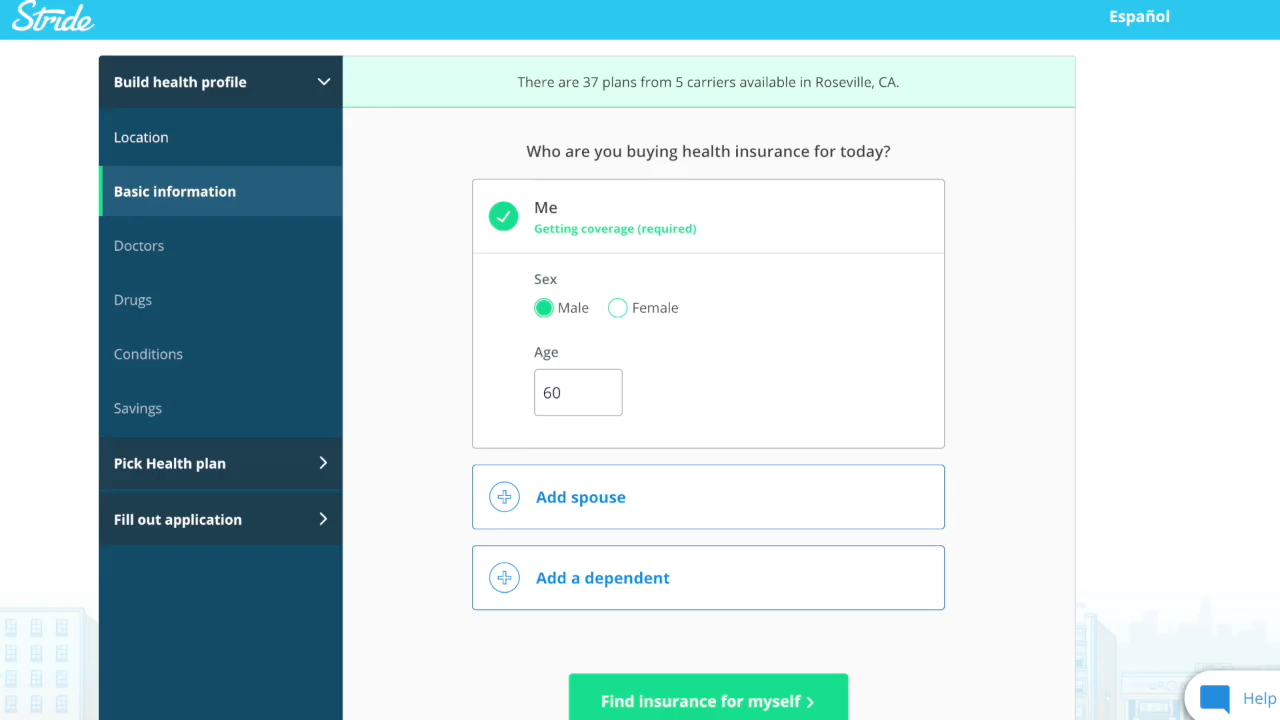 Stride
Español
Build health profile
Location
Basic information
Doctors
Drugs
Conditions
Savings
Pick Health plan
Fill out application
There are 37 plans from 5 carriers available in Roseville, CA.
Who are you buying health insurance for today?
Me
Getting coverage (required)
Sex
Male Female
Age
60
Add spouse
Add a dependent
Find insurance for myself >
Help